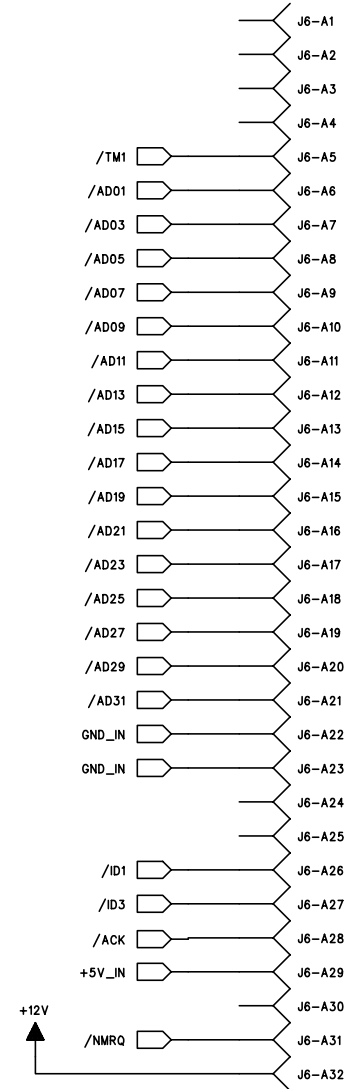 J6-A1
J6-A2
J6-A3
J6-A4
/TM1 J6-A5
/AD01 J6-A6
/AD03 J6-A7
/AD05 J6-A8
/AD07 J6-A9
/AD09 J6-A10
/AD11 J6-A11
/AD13 J6-A12
/AD15 J6-A13
/AD17 J6-A14
/AD19 J6-A15
/AD21 J6-A16
/AD23 J6-A17
/AD25 J6-A18
/AD27 J6-A19
/AD29 J6-A20
/AD31 J6-A21
GND_IN J6-A22
GND_IN J6-A23
J6-A24
J6-A25
/ID1 J6-A26
/ID3 J6-A27
/ACK J6-A28
+5V_IN J6-A29
J6-A30
+12V
/NMRQ J6-A31
J6-A32